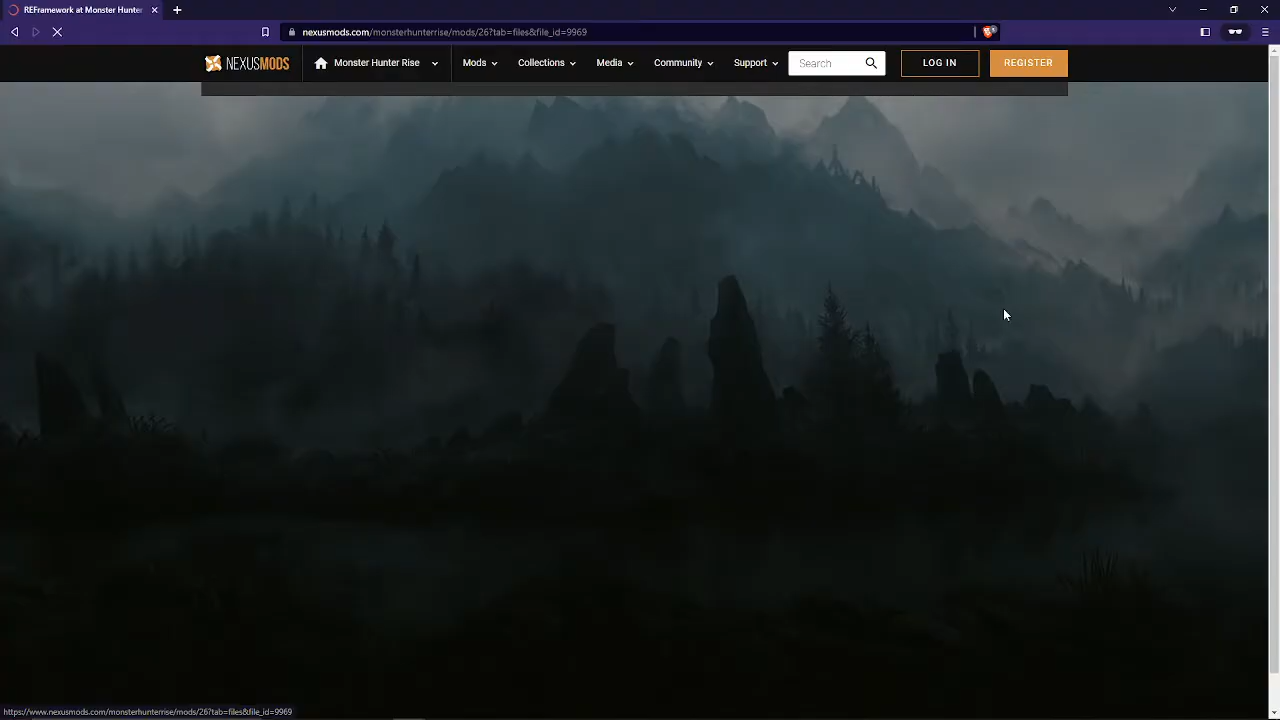 REFramework at Monster Hunter
nexusmods.com/monsterhunterrise/mods/26?tab=files&file_id=9969
NEXUSMODS
Monster Hunter Rise
Mods
Collections
Media
Community
Support
Search
LOG IN
REGISTER
https://www.nexusmods.com/monsterhunterrise/mods/26?tab=files&file_id=9969